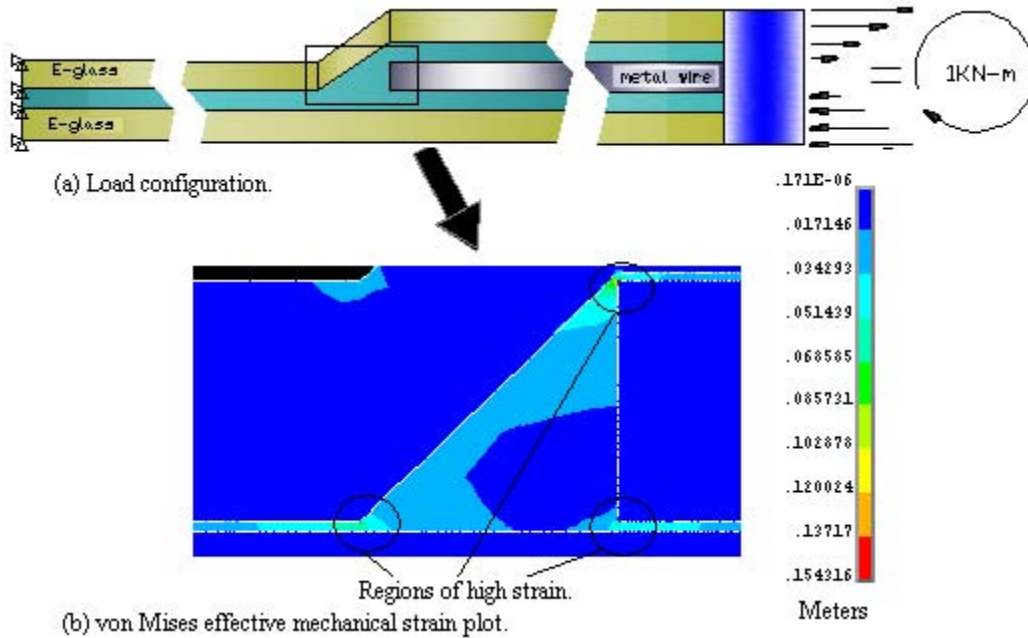 E-glass
metal wire
1KN-m
E-glass
(a) Load configuration.
.171E-06
.017146
.034293
.051439
.068585
.085731
.102878
.120024
.13717
.154316
Meters
Regions of high strain.
(b) von Mises effective mechanical strain plot.